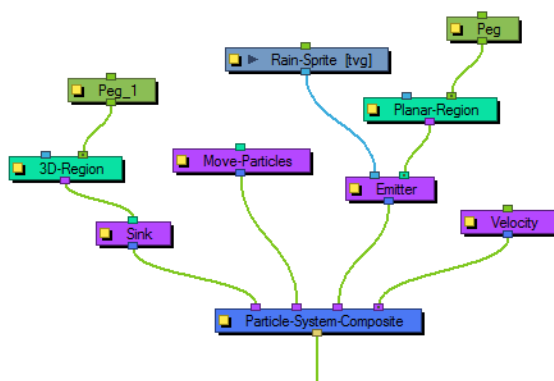 Peg
Rain-Sprite [tvg]
Peg_1
Planar-Region
3D-Region
Move-Particles
Emitter
Sink
Velocity
Particle-System-Composite